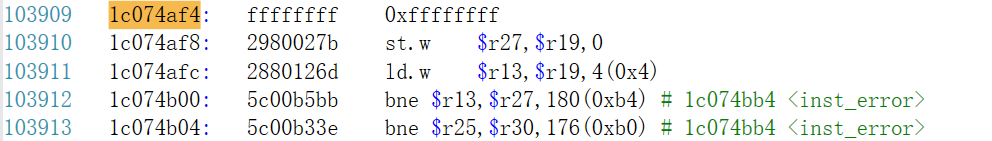 103909 1c074af4: ffffffff 0xffffffff
103910 1c074af8: 2980027b st.w $r27,$r19,0
103911 1c074afc: 2880126d ld.w $r13,$r19,4(0x4)
103912 1c074b00: 5c00b5bb bne $r13,$r27,180(0xb4) # 1c074bb4 <inst_error>
103913 1c074b04: 5c00b33e bne $r25,$r30,176(0xb0) # 1c074bb4 <inst_error>